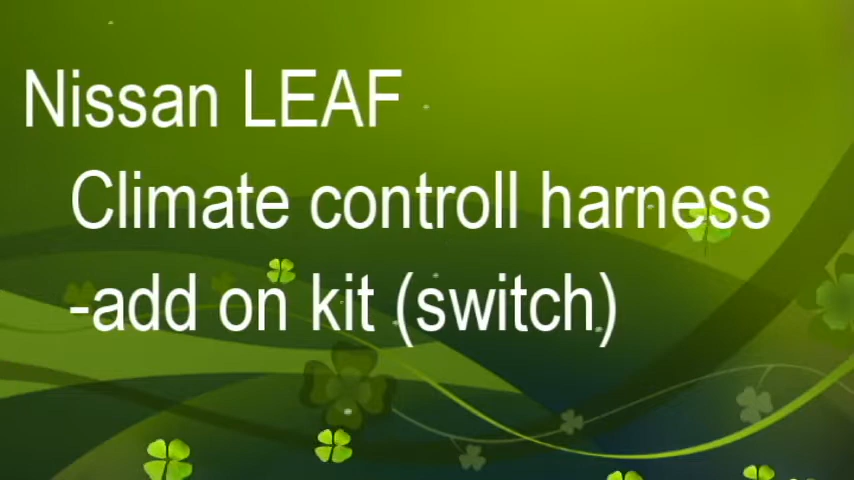 Nissan LEAF
Climate controll harness
-add on kit (switch)